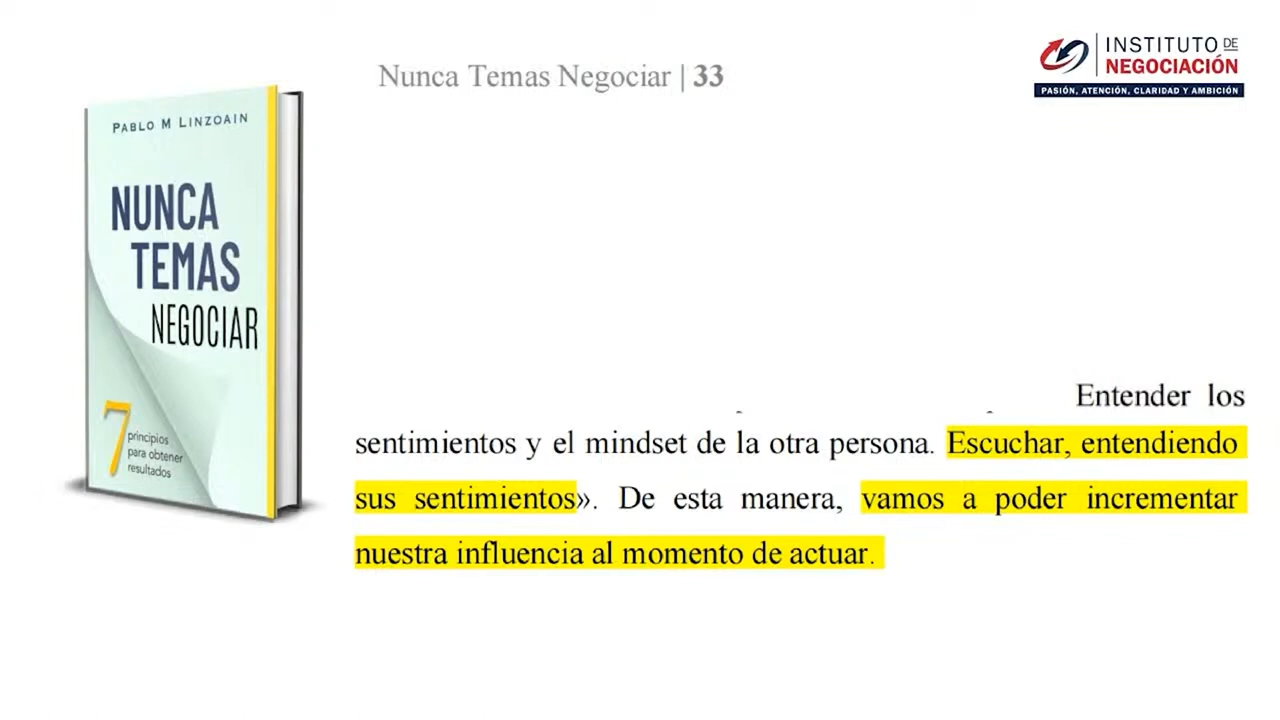 Nunca Temas Negociar | 33
INSTITUTO DE
NEGOCIACIÓN
PASIÓN, ATENCIÓN, CLARIDAD Y AMBICIÓN
PABLO M LINZOAIN
NUNCA
TEMAS
NEGOCIAR
7 principios
para obtener
resultados
Entender los
sentimientos y el mindset de la otra persona. Escuchar, entendiendo
sus sentimientos». De esta manera, vamos a poder incrementar
nuestra influencia al momento de actuar.